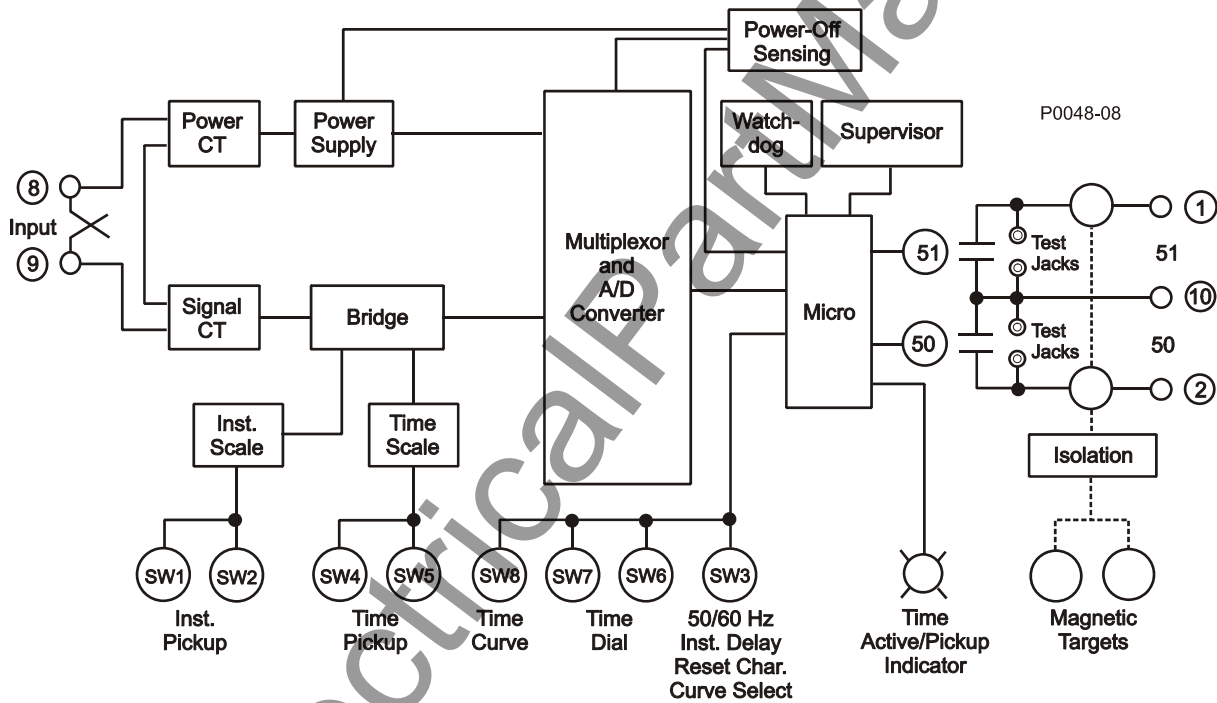 Power-Off
Sensing
Power
CT
Power
Supply
Watch-
dog
Supervisor
P0048-08
8
Input
9
Signal
CT
Bridge
Multiplexor
and
A/D
Converter
Micro
51
50
Test
Jacks
Test
Jacks
1
51
10
50
2
Inst.
Scale
Time
Scale
Isolation
SW1
SW2
SW4
SW5
SW8
SW7
SW6
SW3
Inst.
Pickup
Time
Pickup
Time
Curve
Time
Dial
50/60 Hz
Inst. Delay
Reset Char.
Curve Select
Time
Active/Pickup
Indicator
Magnetic
Targets
ectricalPartMa